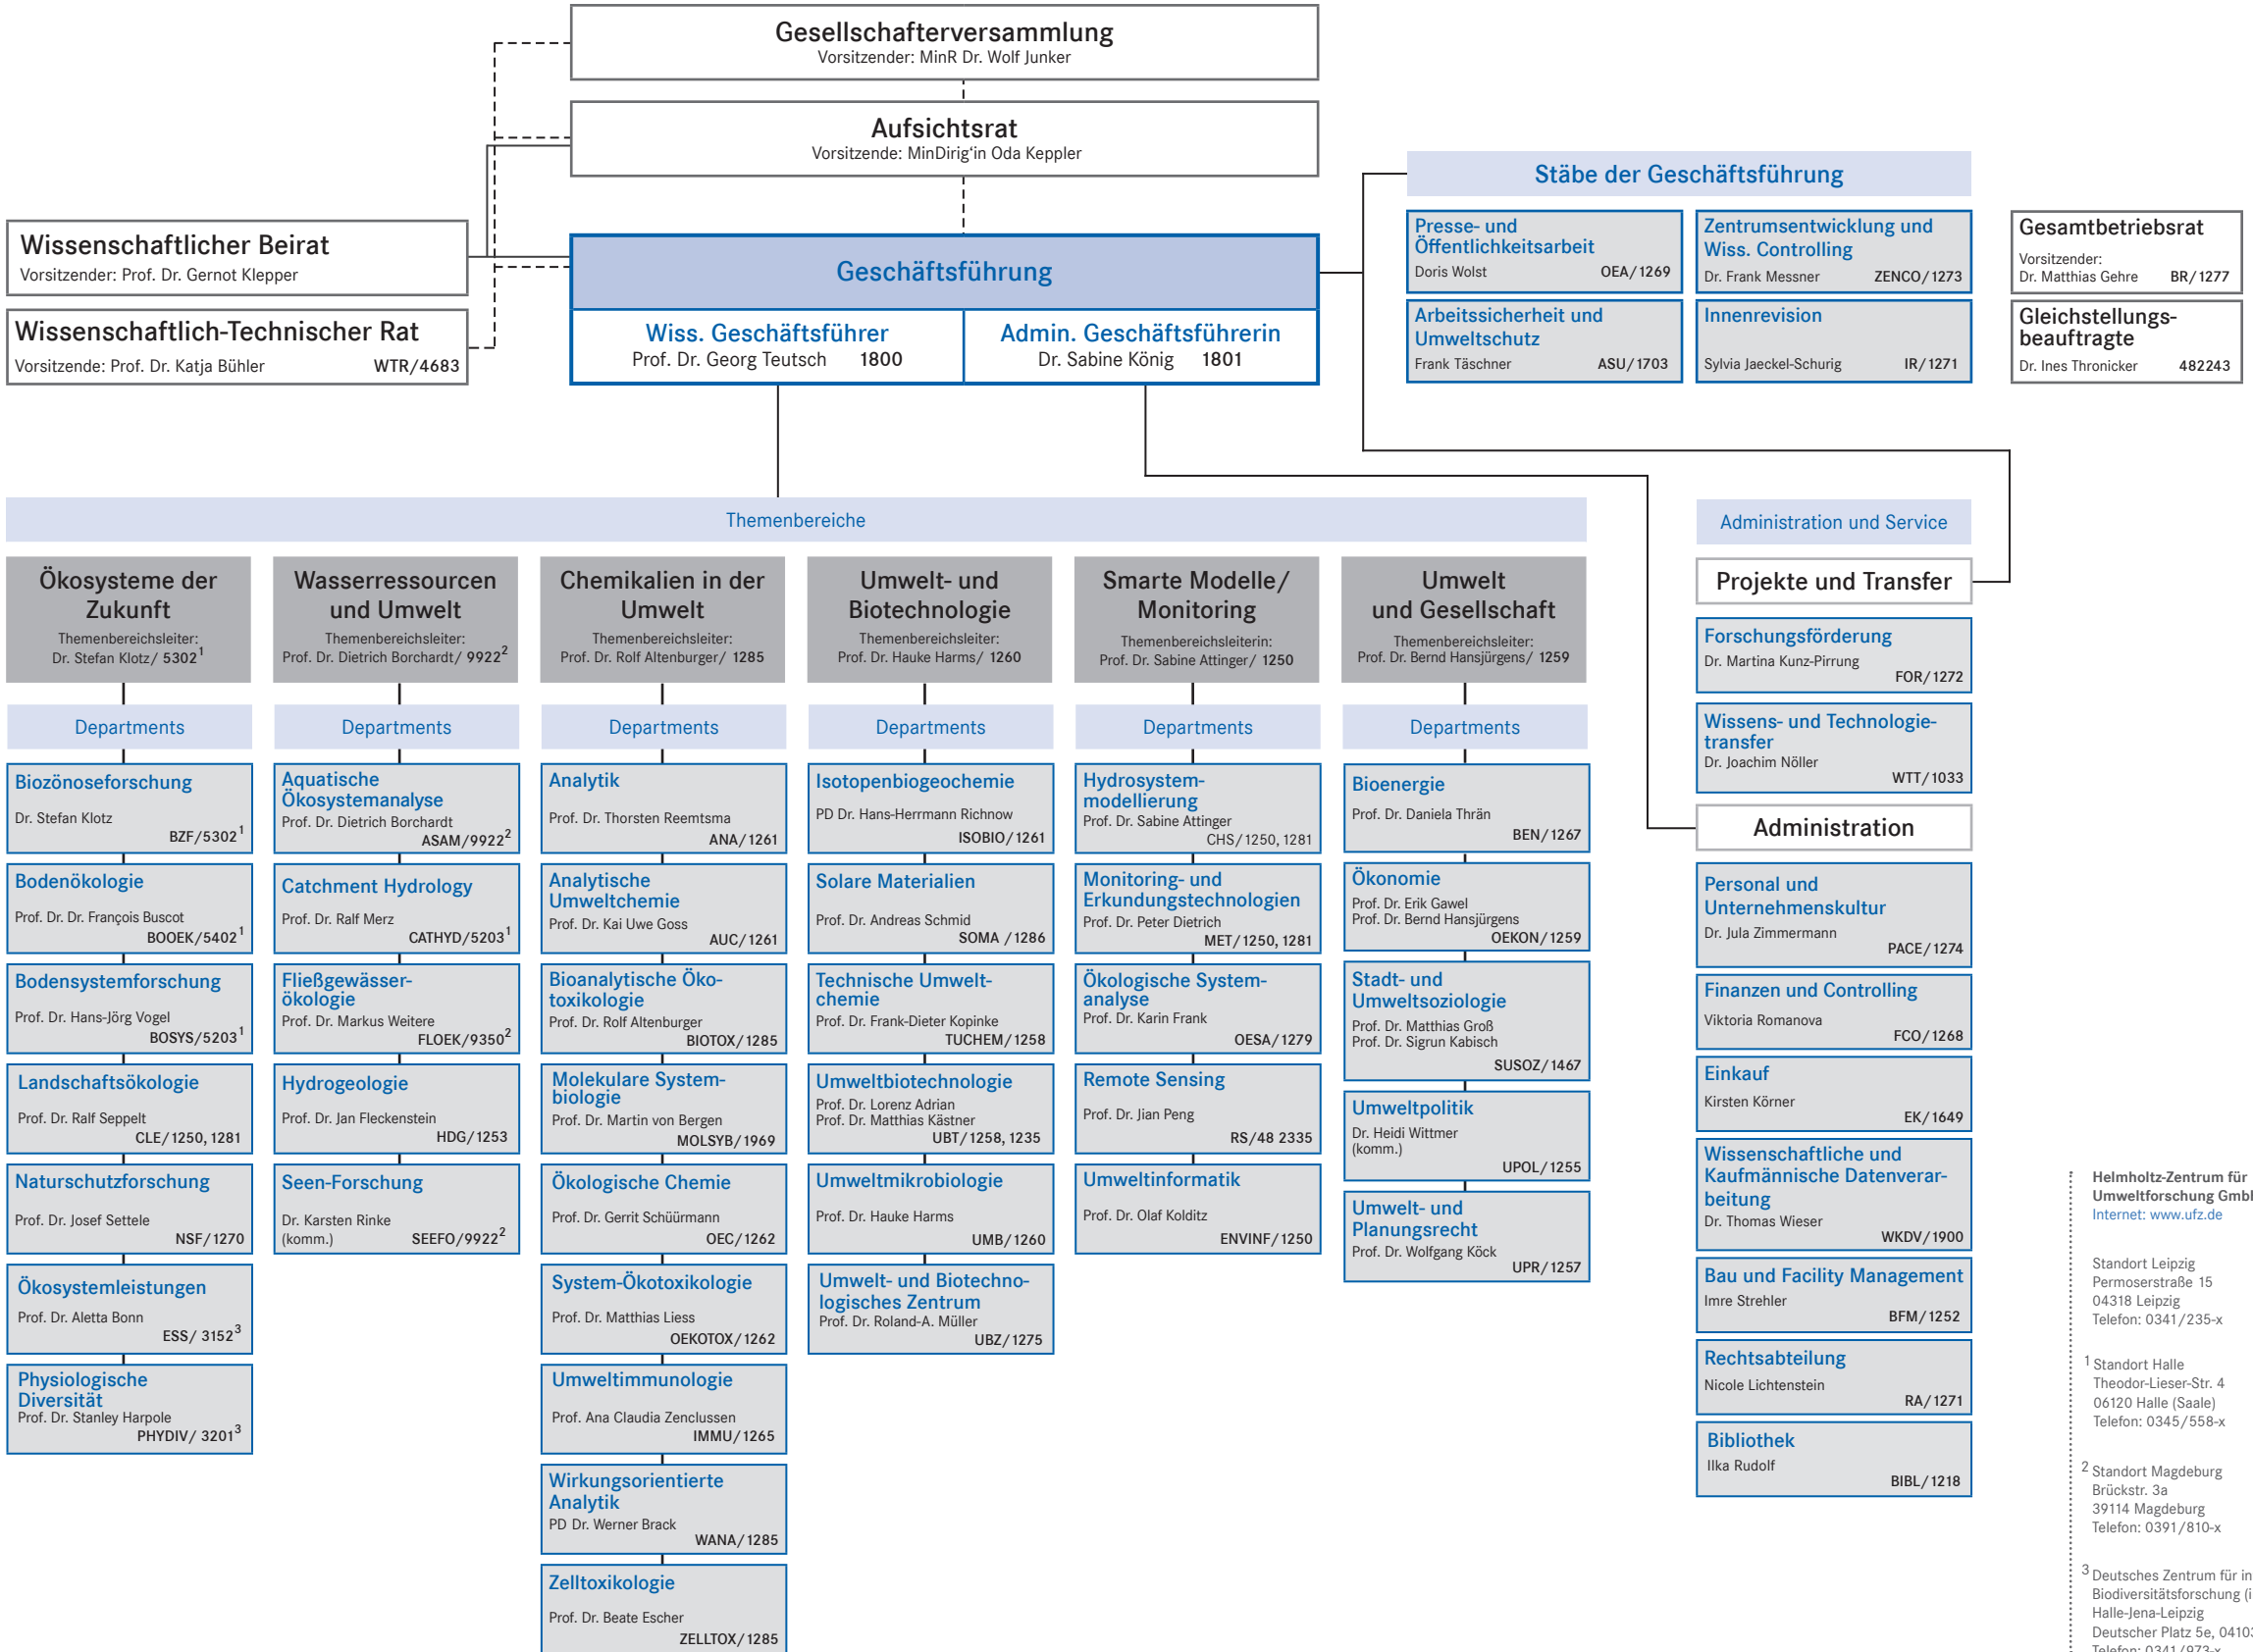 Gesellschafterversammlung
Vorsitzender: MinR Dr. Wolf Junker
Aufsichtsrat
Vorsitzende: MinDirig‘in Oda Keppler
Wissenschaftlicher Beirat
Vorsitzender: Prof. Dr. Gernot Klepper
Wissenschaftlich-Technischer Rat
Vorsitzende: Prof. Dr. Katja Bühler WTR/4683
Geschäftsführung
Wiss. Geschäftsführer
Prof. Dr. Georg Teutsch 1800
Admin. Geschäftsführerin
Dr. Sabine König 1801
Stäbe der Geschäftsführung
Presse- und
Öffentlichkeitsarbeit
Doris Wolst OEA/1269
Zentrumsentwicklung und
Wiss. Controlling
Dr. Frank Messner ZENCO/1273
Arbeitssicherheit und
Umweltschutz
Frank Täschner ASU/1703
Innenrevision
Sylvia Jaeckel-Schurig IR/1271
Gesamtbetriebsrat
Vorsitzender:
Dr. Matthias Gehre BR/1277
Gleichstellungs-
beauftragte
Dr. Ines Thronicker 482243
Themenbereiche
Ökosysteme der
Zukunft
Themenbereichsleiter:
Dr. Stefan Klotz/ 5302¹
Departments
Biozönoseforschung
Dr. Stefan Klotz
BZF/5302¹
Bodenökologie
Prof. Dr. Dr. François Buscot
BOOEK/5402¹
Bodensystemforschung
Prof. Dr. Hans-Jörg Vogel
BOSYS/5203¹
Landschaftsökologie
Prof. Dr. Ralf Seppelt
CLE/1250, 1281
Naturschutzforschung
Prof. Dr. Josef Settele
NSF/1270
Ökosystemleistungen
Prof. Dr. Aletta Bonn
ESS/ 3152³
Physiologische
Diversität
Prof. Dr. Stanley Harpole
PHYDIV/ 3201³
Wasserressourcen
und Umwelt
Themenbereichsleiter:
Prof. Dr. Dietrich Borchardt/ 9922²
Departments
Aquatische
Ökosystemanalyse
Prof. Dr. Dietrich Borchardt
ASAM/9922²
Catchment Hydrology
Prof. Dr. Ralf Merz
CATHYD/5203¹
Fließgewässer-
ökologie
Prof. Dr. Markus Weitere
FLOEK/9350²
Hydrogeologie
Prof. Dr. Jan Fleckenstein
HDG/1253
Seen-Forschung
Dr. Karsten Rinke
(komm.) SEEFO/9922²
Chemikalien in der
Umwelt
Themenbereichsleiter:
Prof. Dr. Rolf Altenburger/ 1285
Departments
Analytik
Prof. Dr. Thorsten Reemtsma
ANA/1261
Analytische
Umweltchemie
Prof. Dr. Kai Uwe Goss
AUC/1261
Bioanalytische Öko-
toxikologie
Prof. Dr. Rolf Altenburger
BIOTOX/1285
Molekulare System-
biologie
Prof. Dr. Martin von Bergen
MOLSYB/1969
Ökologische Chemie
Prof. Dr. Gerrit Schüürmann
OEC/1262
System-Ökotoxikologie
Prof. Dr. Matthias Liess
OEKOTOX/1262
Umweltimmunologie
Prof. Ana Claudia Zenclussen
IMMU/1265
Wirkungsorientierte
Analytik
PD Dr. Werner Brack
WANA/1285
Zelltoxikologie
Prof. Dr. Beate Escher
ZELLTOX/1285
Umwelt- und
Biotechnologie
Themenbereichsleiter:
Prof. Dr. Hauke Harms/ 1260
Departments
Isotopenbiogeochemie
PD Dr. Hans-Herrmann Richnow
ISOBIO/1261
Solare Materialien
Prof. Dr. Andreas Schmid
SOMA /1286
Technische Umwelt-
chemie
Prof. Dr. Frank-Dieter Kopinke
TUCHEM/1258
Umweltbiotechnologie
Prof. Dr. Lorenz Adrian
Prof. Dr. Matthias Kästner
UBT/1258, 1235
Umweltmikrobiologie
Prof. Dr. Hauke Harms
UMB/1260
Umwelt- und Biotechno-
logisches Zentrum
Prof. Dr. Roland-A. Müller
UBZ/1275
Smarte Modelle/
Monitoring
Themenbereichsleiterin:
Prof. Dr. Sabine Attinger/ 1250
Departments
Hydrosystem-
modellierung
Prof. Dr. Sabine Attinger
CHS/1250, 1281
Monitoring- und
Erkundungstechnologien
Prof. Dr. Peter Dietrich
MET/1250, 1281
Ökologische System-
analyse
Prof. Dr. Karin Frank
OESA/1279
Remote Sensing
Prof. Dr. Jian Peng
RS/48 2335
Umweltinformatik
Prof. Dr. Olaf Kolditz
ENVINF/1250
Umwelt
und Gesellschaft
Themenbereichsleiter:
Prof. Dr. Bernd Hansjürgens/ 1259
Departments
Bioenergie
Prof. Dr. Daniela Thrän
BEN/1267
Ökonomie
Prof. Dr. Erik Gawel
Prof. Dr. Bernd Hansjürgens
OEKON/1259
Stadt- und
Umweltsoziologie
Prof. Dr. Matthias Groß
Prof. Dr. Sigrun Kabisch
SUSOZ/1467
Umweltpolitik
Dr. Heidi Wittmer
(komm.)
UPOL/1255
Umwelt- und
Planungsrecht
Prof. Dr. Wolfgang Köck
UPR/1257
Administration und Service
Projekte und Transfer
Forschungsförderung
Dr. Martina Kunz-Pirrung
FOR/1272
Wissens- und Technologie-
transfer
Dr. Joachim Nöller
WTT/1033
Administration
Personal und
Unternehmenskultur
Dr. Jula Zimmermann
PACE/1274
Finanzen und Controlling
Viktoria Romanova
FCO/1268
Einkauf
Kirsten Körner
EK/1649
Wissenschaftliche und
Kaufmännische Datenverar-
beitung
Dr. Thomas Wieser
WKDV/1900
Bau und Facility Management
Imre Strehler
BFM/1252
Rechtsabteilung
Nicole Lichtenstein
RA/1271
Bibliothek
Ilka Rudolf
BIBL/1218
Helmholtz-Zentrum für
Umweltforschung
Internet: www.ufz.de
Standort Leipzig
Permoserstraße 15
04318 Leipzig
Telefon: 0341/235-x
¹ Standort Halle
Theodor-Lieser-Str. 4
06120 Halle (Saale)
Telefon: 0345/558-x
² Standort Magdeburg
Brückstr. 3a
39114 Magdeburg
Telefon: 0391/810-x
³ Deutsches Zentrum für
Biodiversitätsforschung
Halle-Jena-Leipzig
Deutscher Platz 5e,
Telefon: 0341/973-x